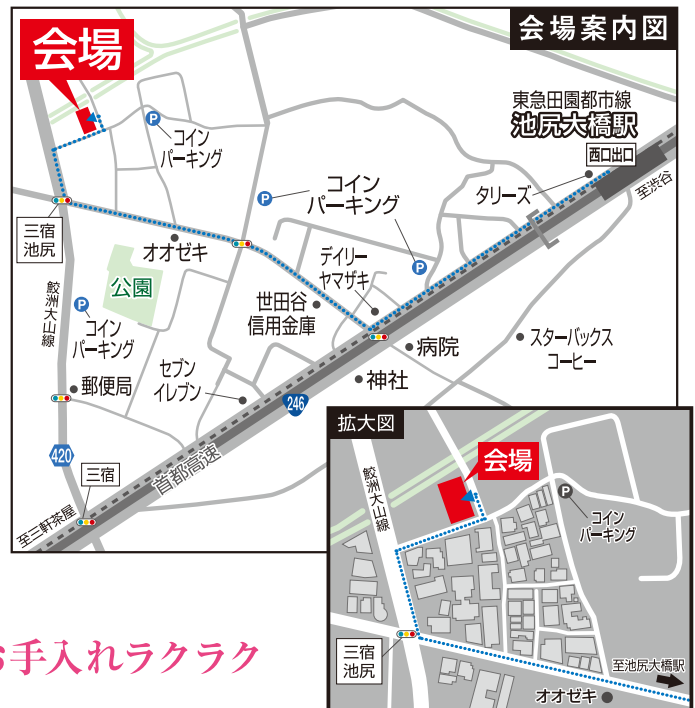 会場案内図
会場
東急田園都市線
池尻大橋駅
西口出口
至渋谷
タリーズ
P
コイン
パーキング
P
コイン
パーキング
P
三宿
池尻
オオゼキ
デイリー
ヤマザキ
公園
世田谷
信用金庫
鮫洲大山線
P
コイン
パーキング
病院
スターバックス
コーヒー
神社
セブン
イレブン
郵便局
246
420
首都高速
三宿
至三軒茶屋
拡大図
会場
鮫洲大山線
P
コイン
パーキング
三宿
池尻
至池尻大橋駅
オオゼキ
手入れラクラク